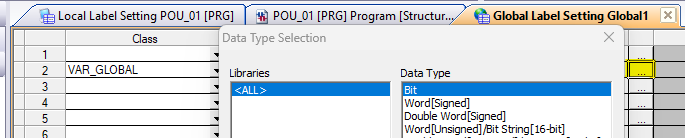 Local Label Setting POU_01 [PRG]
POU_01 [PRG] Program [Structur...
Global Label Setting Global1
Class
Data Type Selection
1
2 VAR_GLOBAL
3
4
5
6
Libraries
<ALL>
Data Type
Bit
Word[Signed]
Double Word[Signed]
Word[Unsigned]/Bit String[16-bit]
...
...
...
...
...